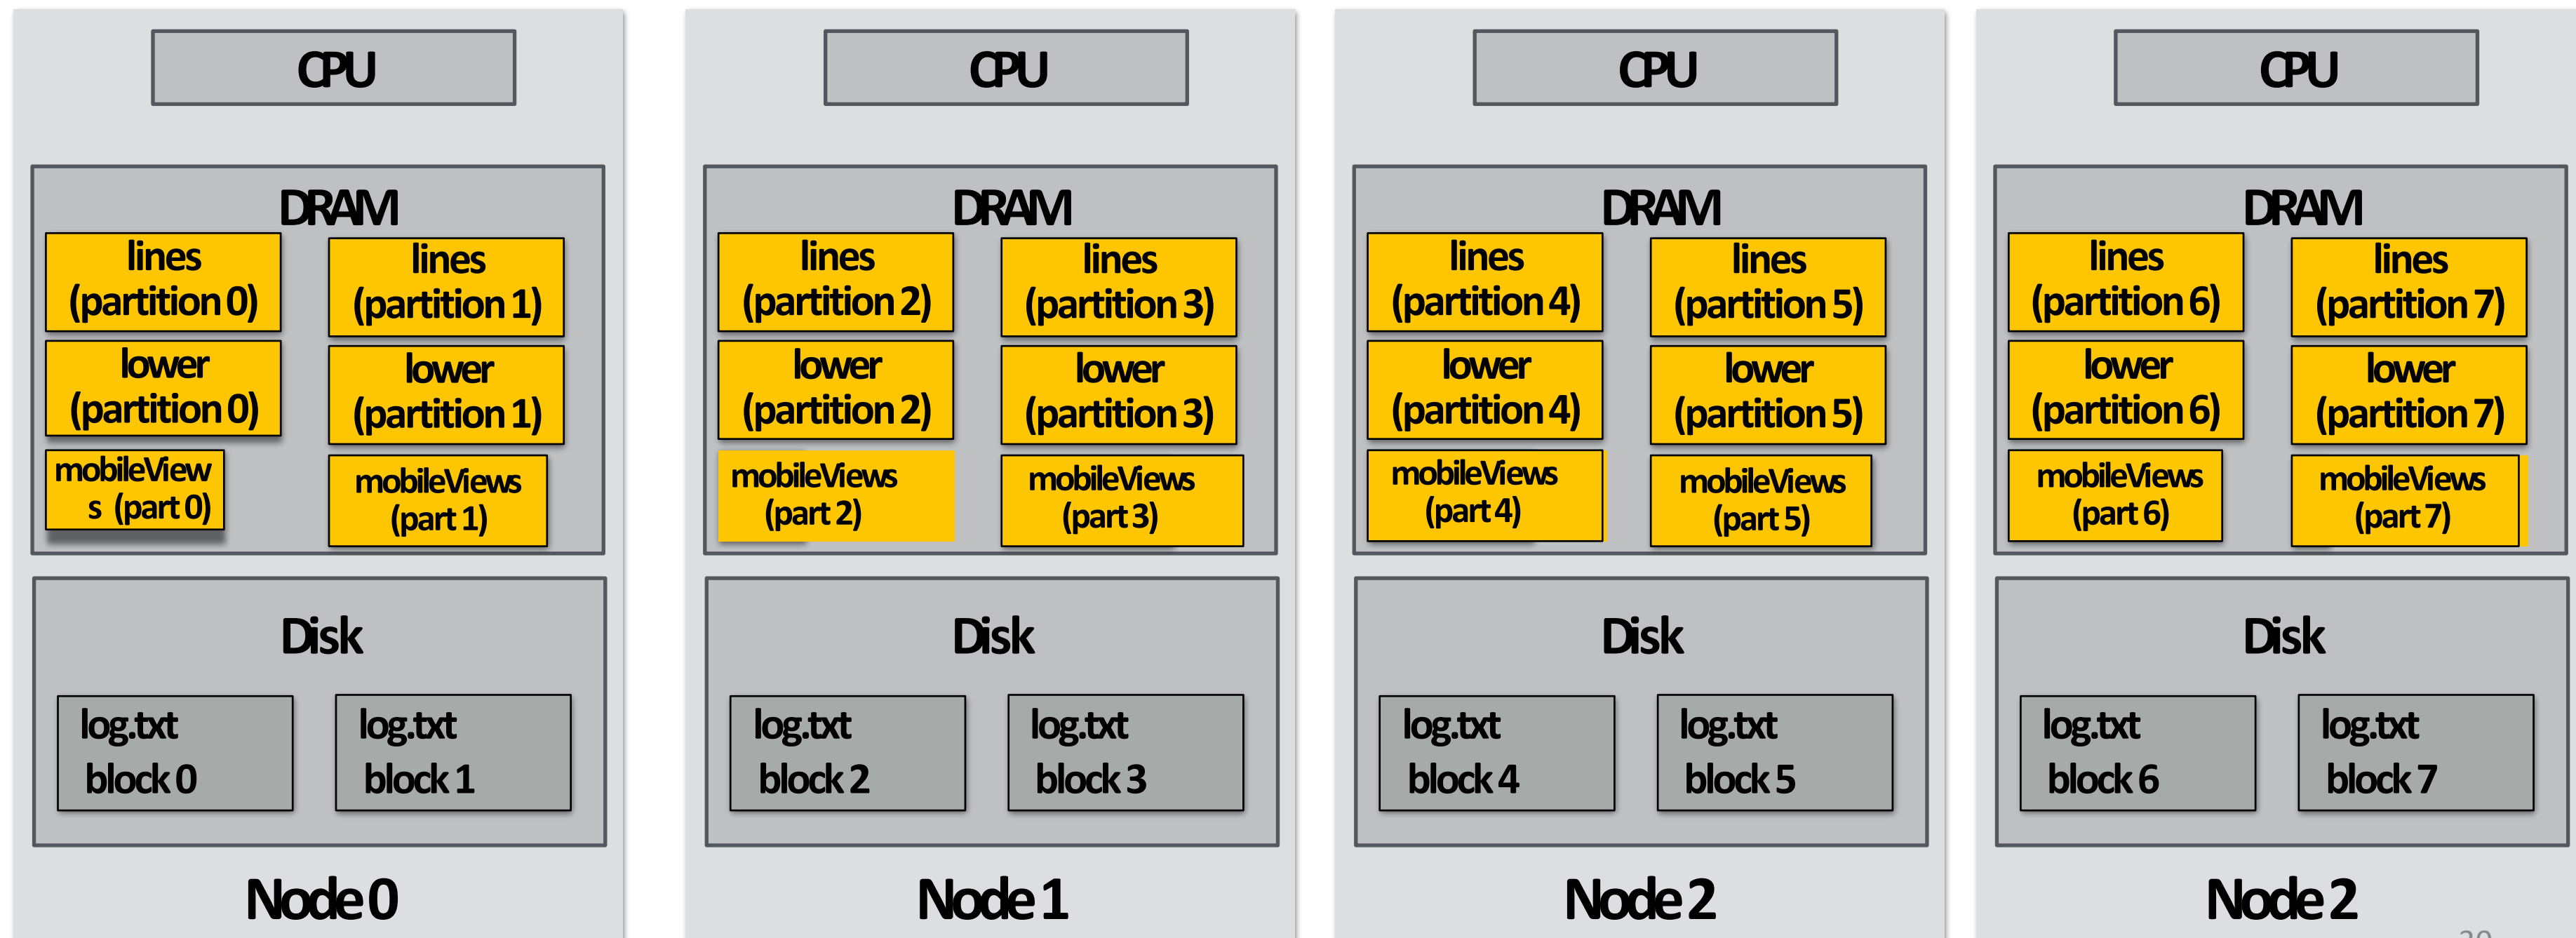 CPU
DRAM
lines
(partition 0)
lines
(partition 1)
lower
(partition 0)
lower
(partition 1)
mobileView
s (part 0)
mobileViews
(part 1)
Disk
log.txt
block 0
log.txt
block 1
Node 0
CPU
DRAM
lines
(partition 2)
lines
(partition 3)
lower
(partition 2)
lower
(partition 3)
mobileViews
(part 2)
mobileViews
(part 3)
Disk
log.txt
block 2
log.txt
block 3
Node 1
CPU
DRAM
lines
(partition 4)
lines
(partition 5)
lower
(partition 4)
lower
(partition 5)
mobileViews
(part 4)
mobileViews
(part 5)
Disk
log.txt
block 4
log.txt
block 5
Node 2
CPU
DRAM
lines
(partition 6)
lines
(partition 7)
lower
(partition 6)
lower
(partition 7)
mobileViews
(part 6)
mobileViews
(part 7)
Disk
log.txt
block 6
log.txt
block 7
Node 2